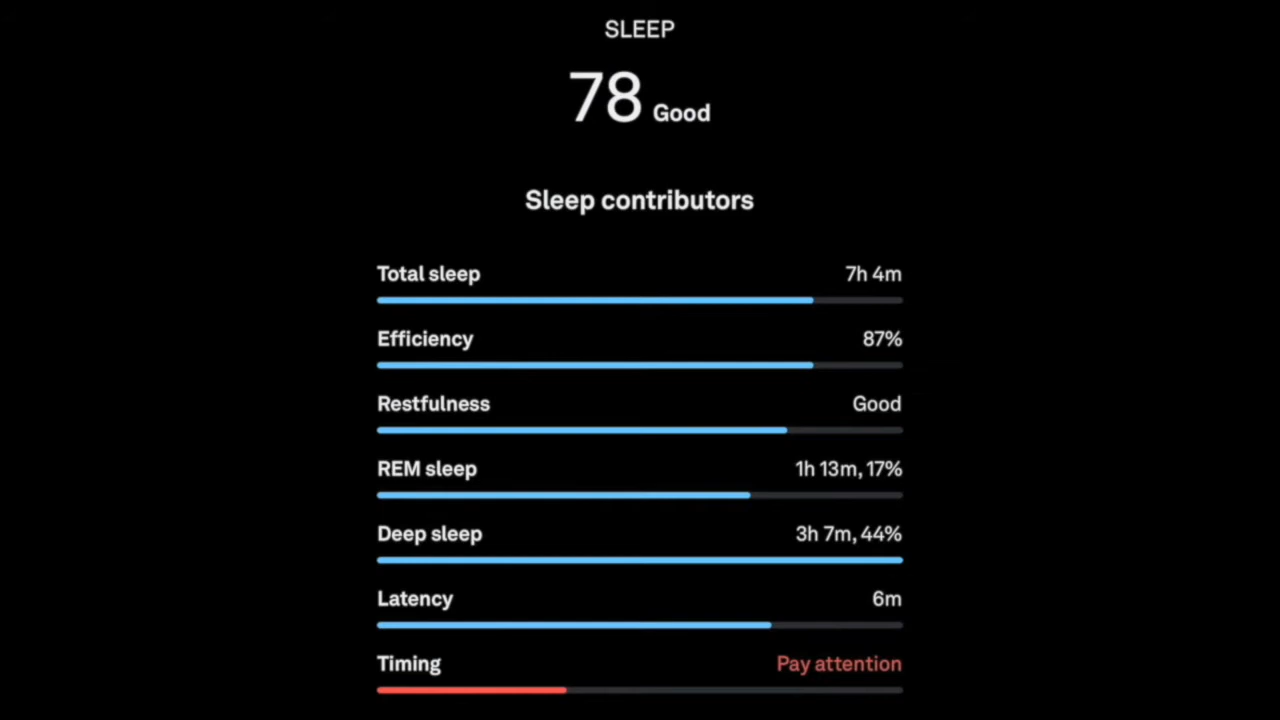 SLEEP
78 Good
Sleep contributors
Total sleep 7h 4m
Efficiency 87%
Restfulness Good
REM sleep 1h 13m, 17%
Deep sleep 3h 7m, 44%
Latency 6m
Timing Pay attention